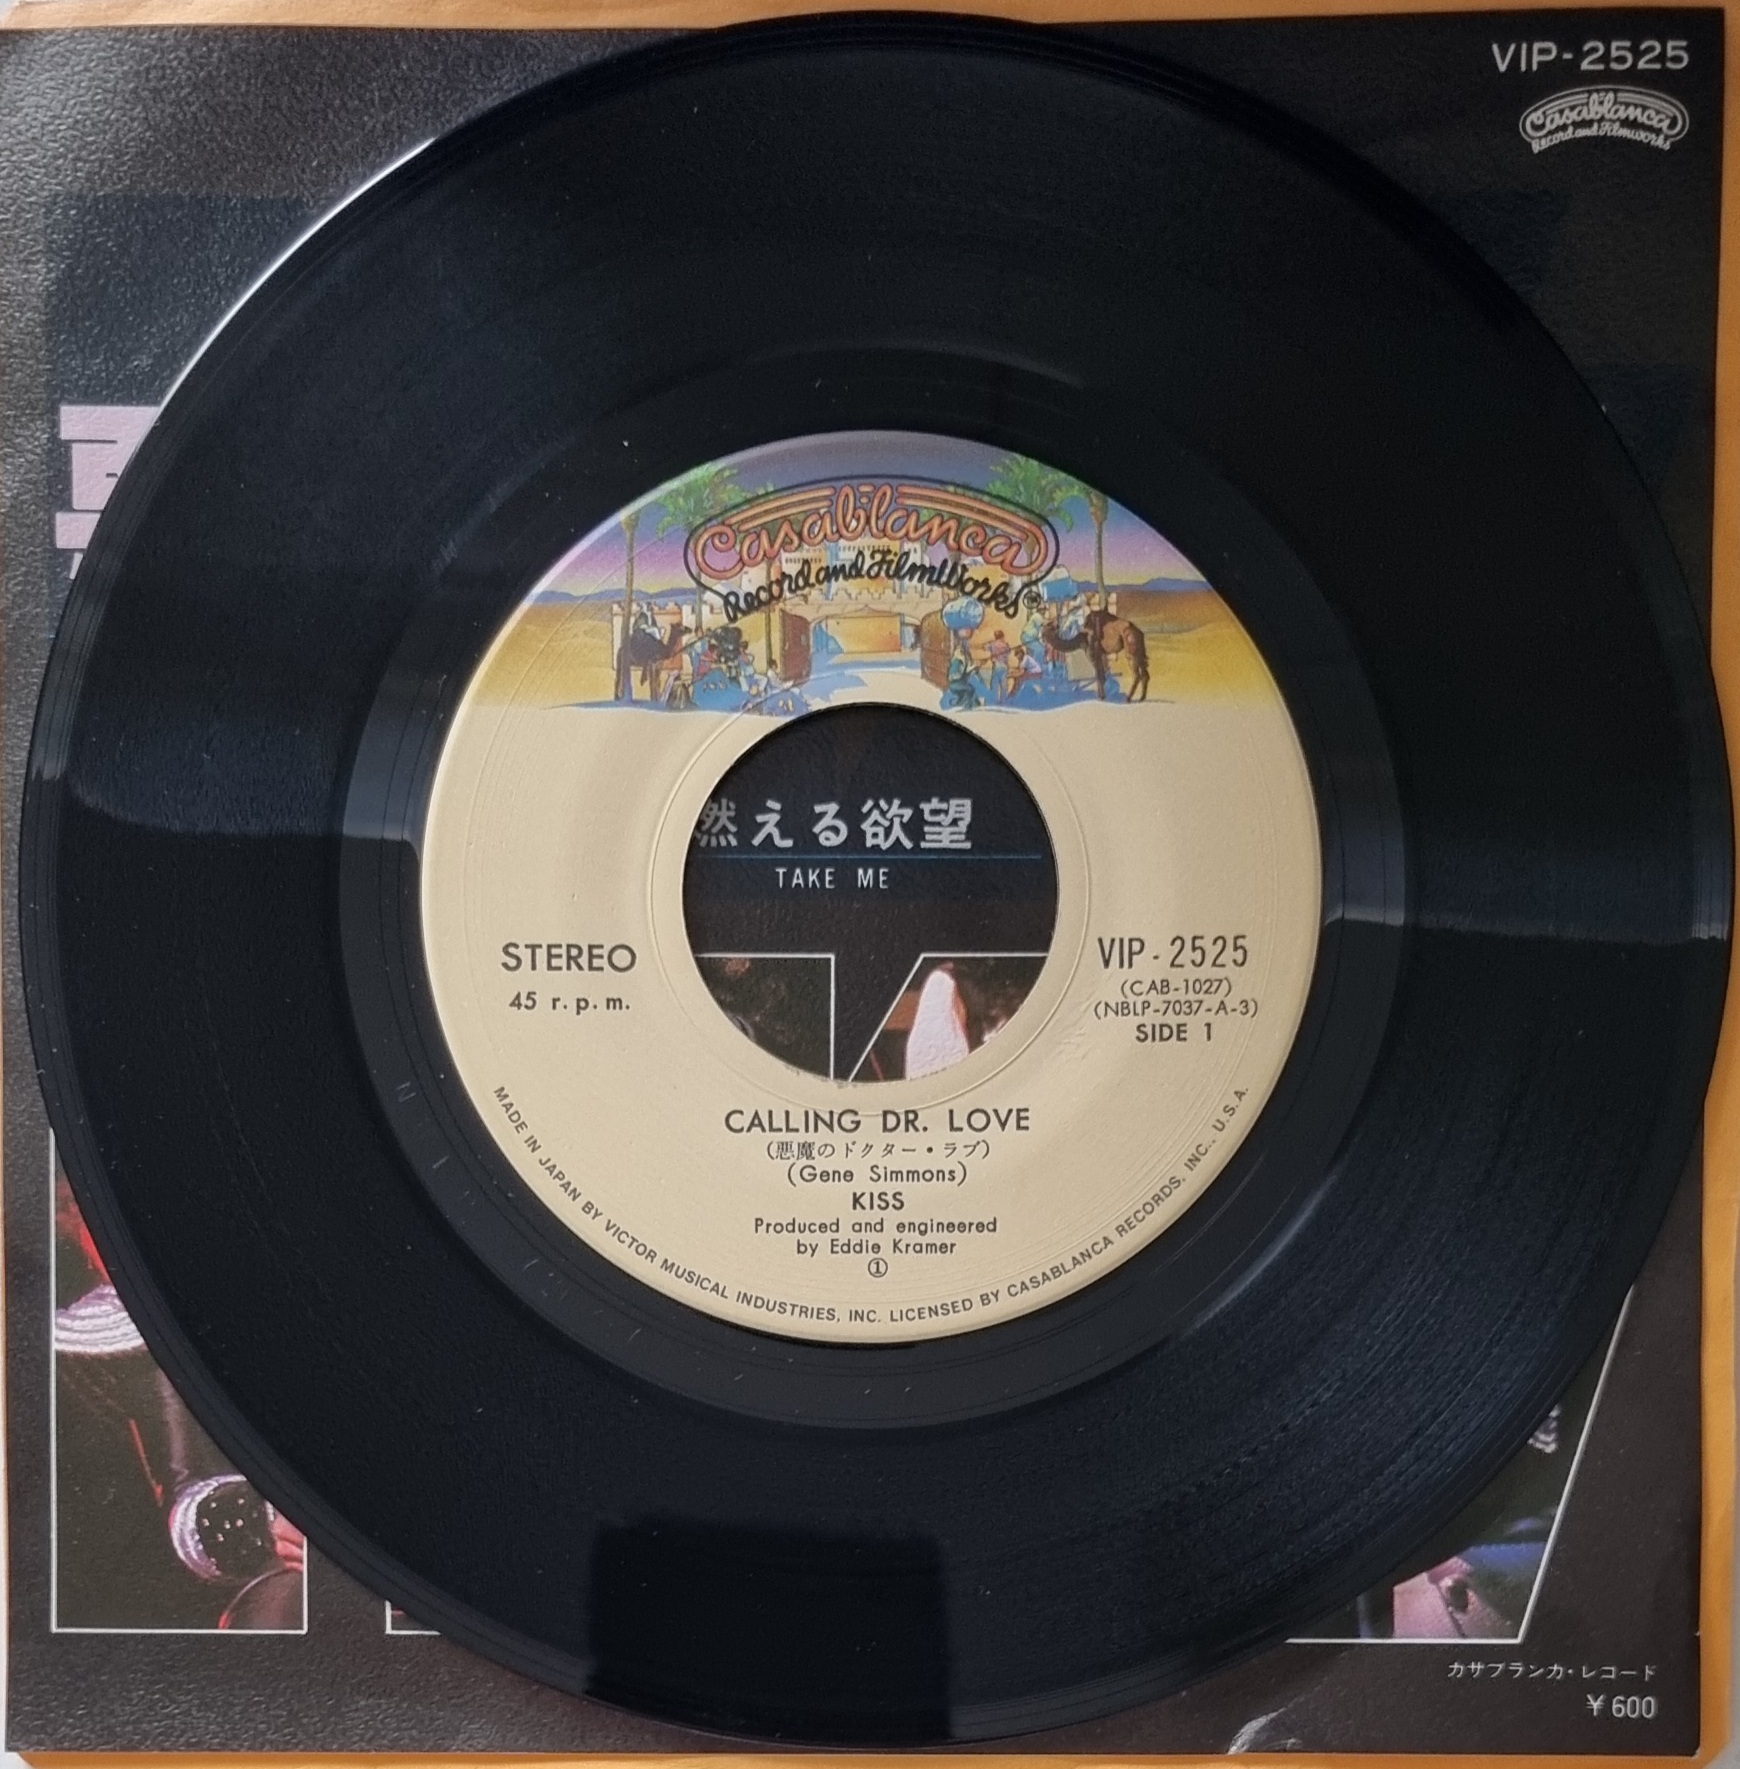 VIP-2525
Casablanca
Record and Filmworks
Casablanca
Record and FilmWorks®
える欲望
TAKE ME
STEREO
45 r.p.m.
VIP-2525
(CAB-1027)
(NBLP-7037-A-3)
SIDE 1
CALLING DR. LOVE
(悪魔のドクター・ラブ)
(Gene Simmons)
KISS
Produced and engineered
by Eddie Kramer
①
MADE IN JAPAN BY VICTOR MUSICAL INDUSTRIES, INC. LICENSED BY CASABLANCA RECORDS, INC., U.S.A.
カサブランカ・レコード
¥600